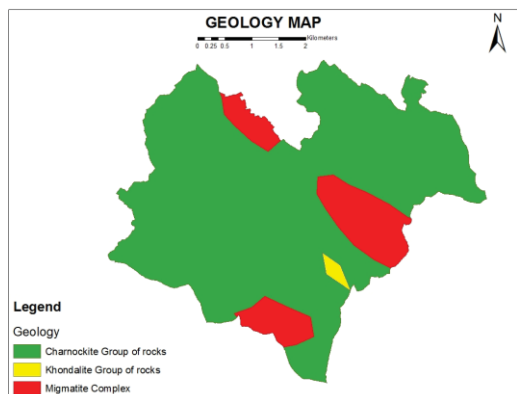 GEOLOGY MAP
N
0 0.25 0.5 1 1.5 2
Kilometers
Legend
Geology
Charnockite Group of rocks
Khondalite Group of rocks
Migmatite Complex